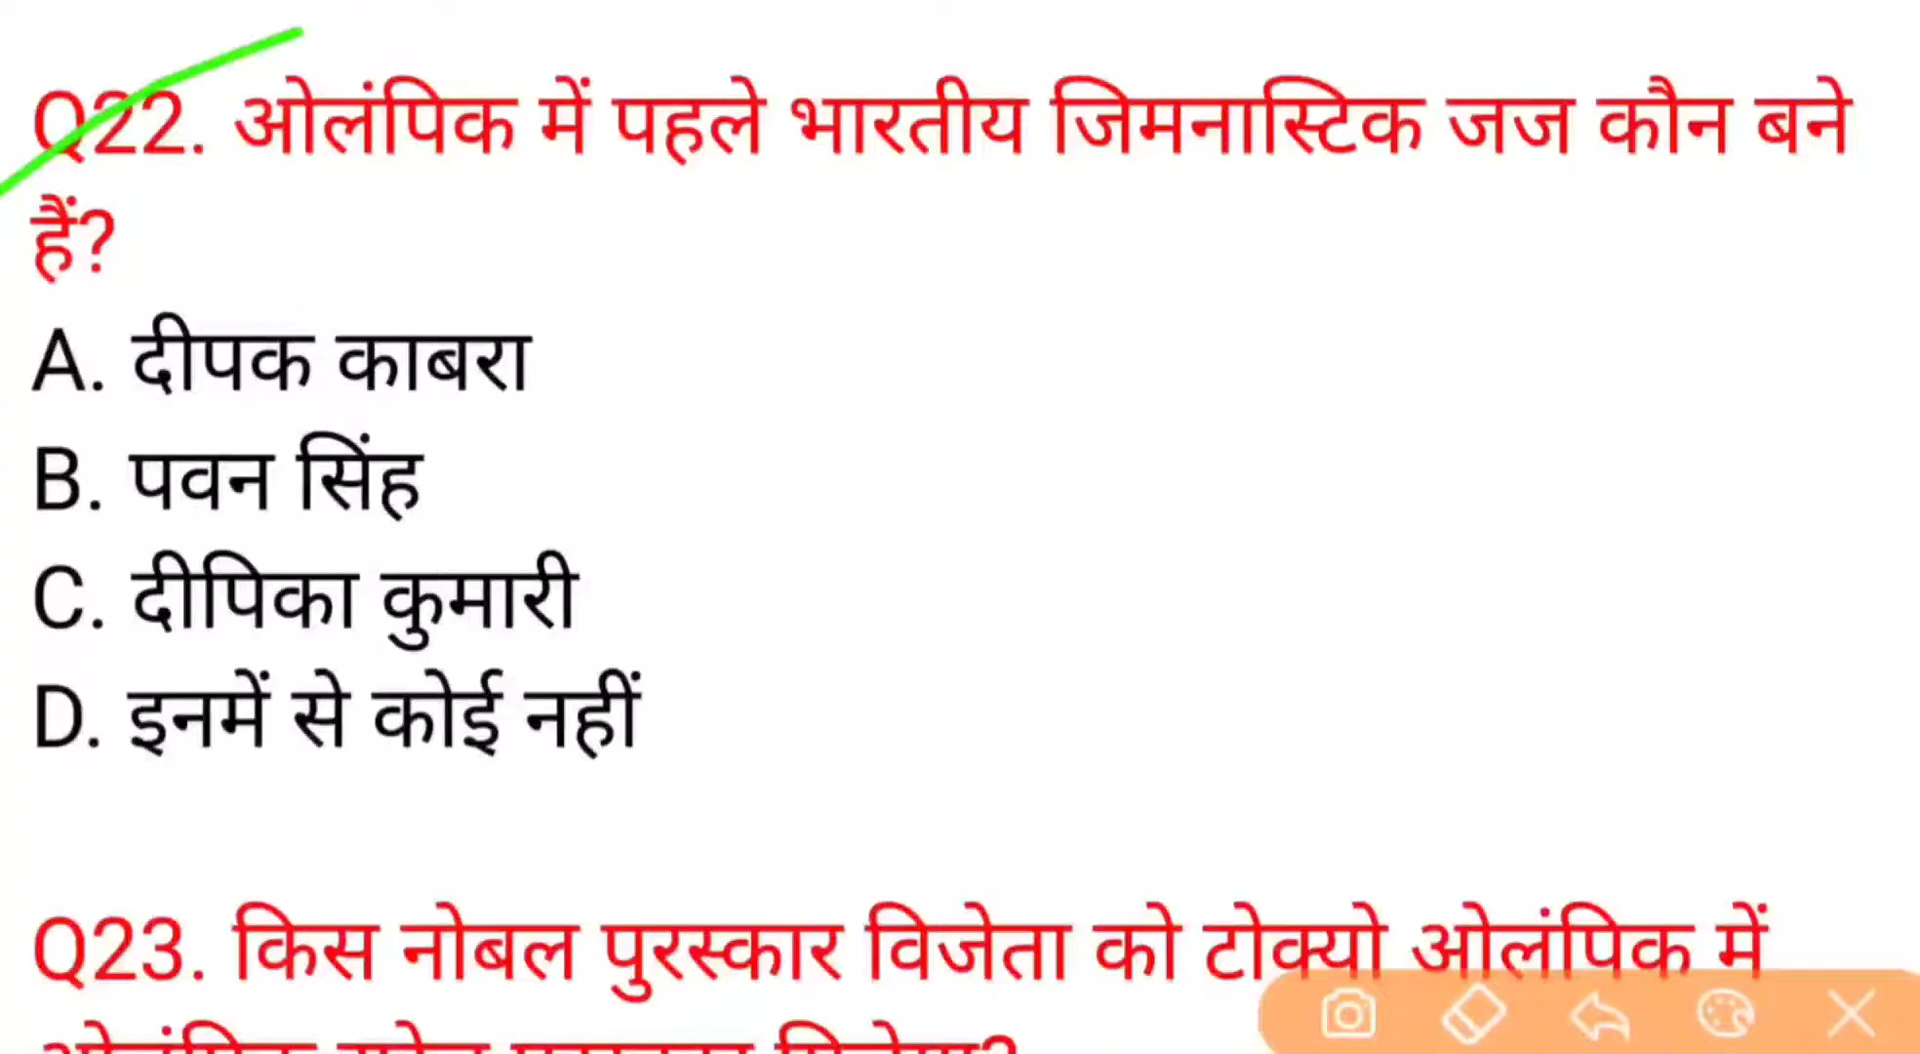 Q22. ओलंपिक में पहले भारतीय जिमनास्टिक जज कौन बने
हैं?
A. दीपक काबरा
B. पवन सिंह
C. दीपिका कुमारी
D. इनमें से कोई नहीं
Q23. किस नोबल पुरस्कार विजेता को टोक्यो ओलंपिक में